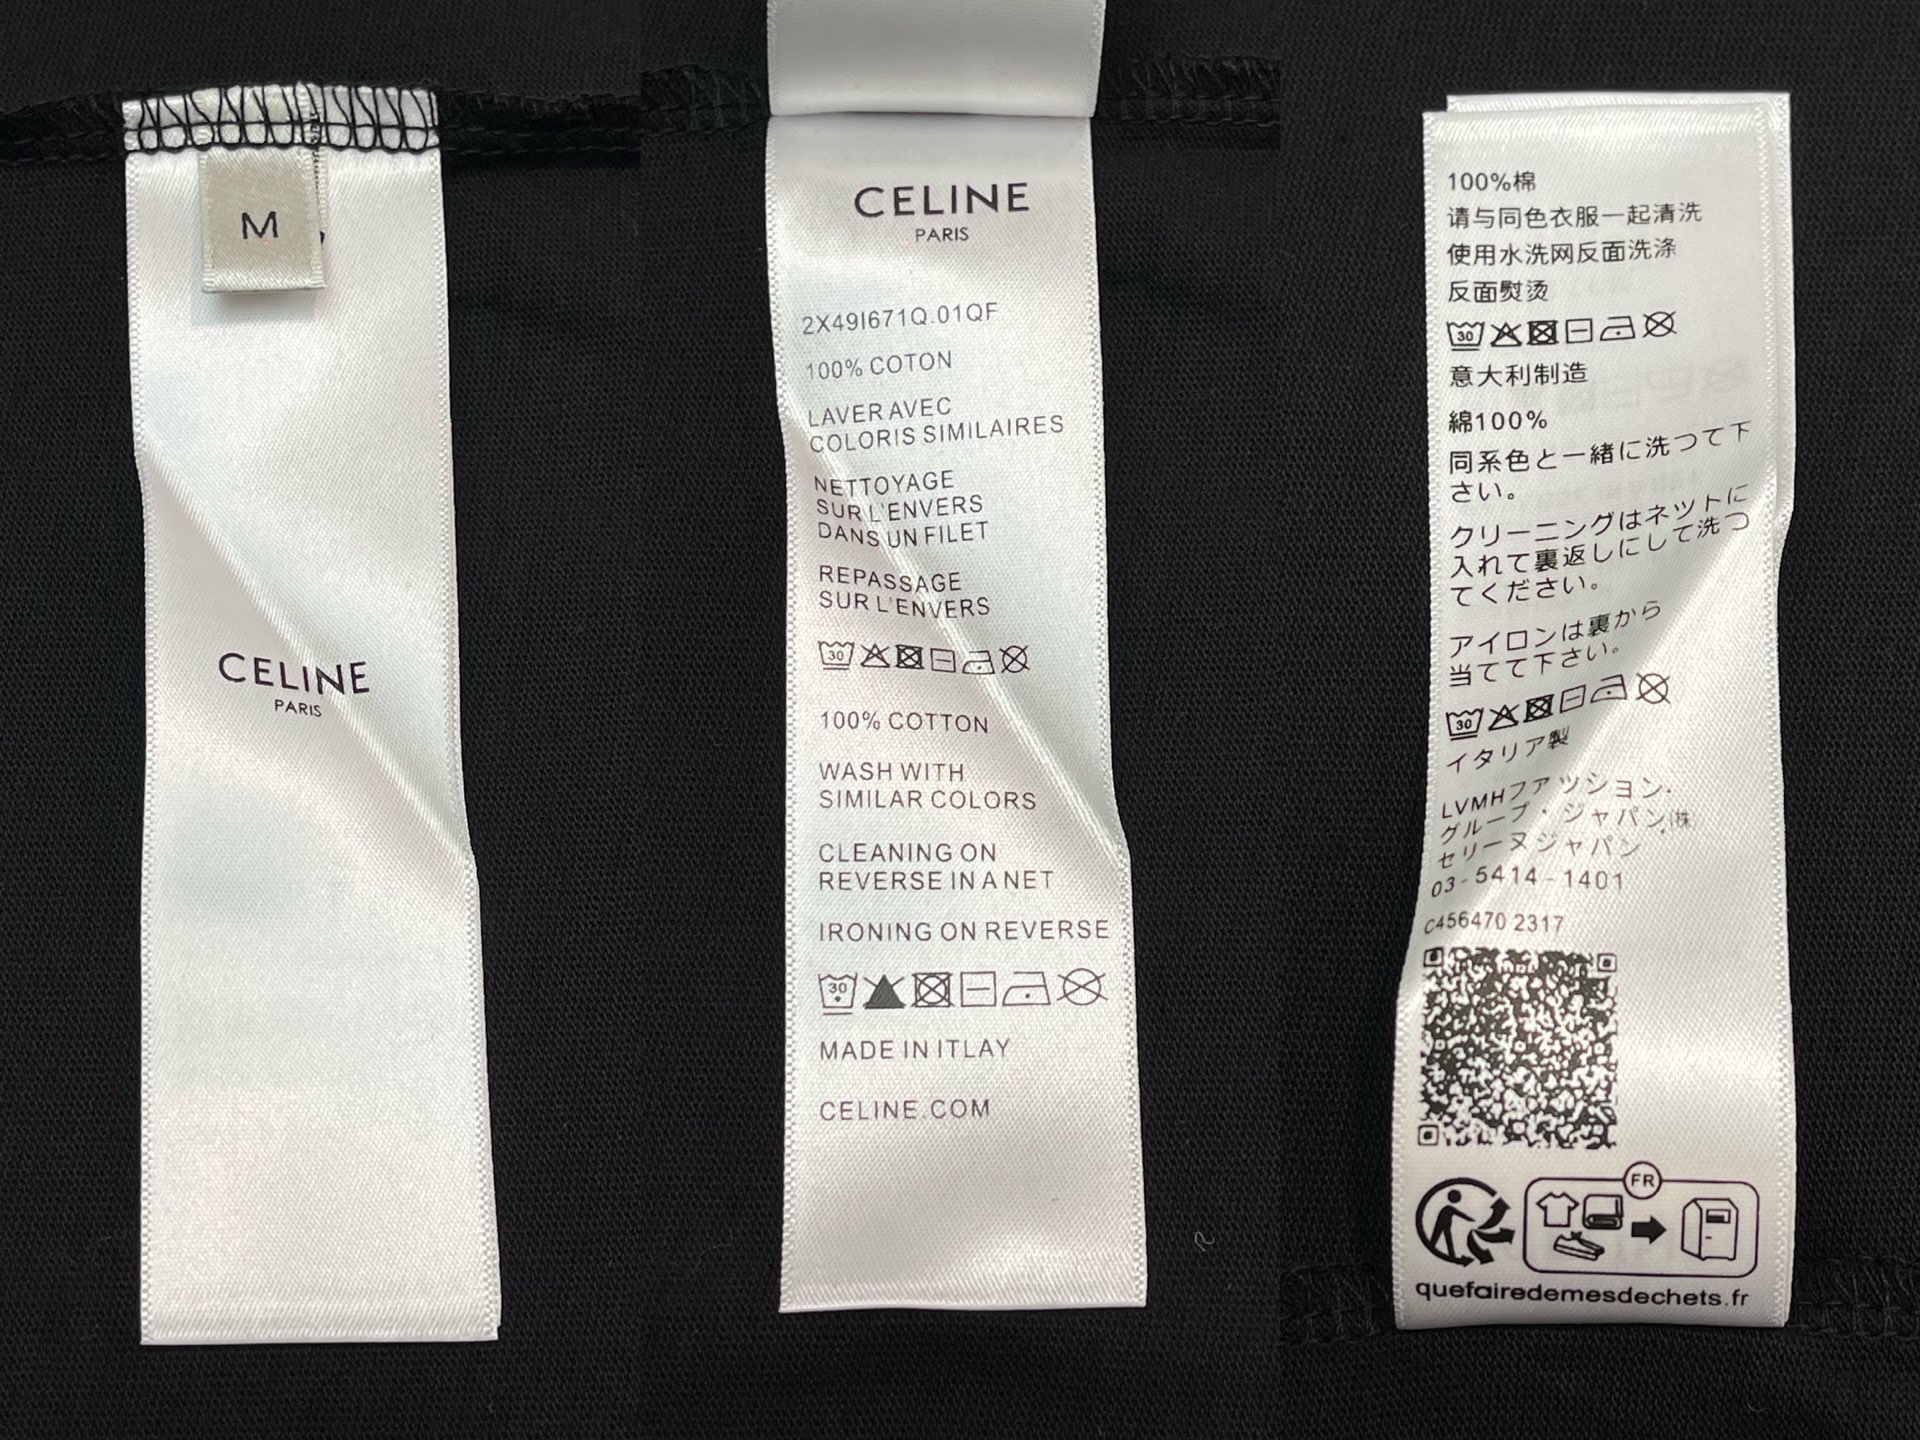 M
CELINE
PARIS
CELINE
PARIS
2X49I671Q.01QF
100% COTON
LAVER AVEC
COLORIS SIMILAIRES
NETTOYAGE
SUR L'ENVERS
DANS UN FILET
REPASSAGE
SUR L'ENVERS
30
100% COTTON
WASH WITH
SIMILAR COLORS
CLEANING ON
REVERSE IN A NET
IRONING ON REVERSE
30
MADE IN ITLAY
CELINE.COM
100%棉
请与同色衣服一起清洗
使用水洗网反面洗涤
反面熨烫
30
意大利制造
綿100%
同系色と一緒に洗つて下
さい。
クリーニングはネツトに
入れて裏返しにして洗つ
てください。
アイロンは裏から
当てて下さい。
30
イタリア製
LVMHファツション・
グループ・ジャパン㈱
セリーヌジャパン
03-5414-1401
C456470 2317
FR
quefairedemesdechets.fr